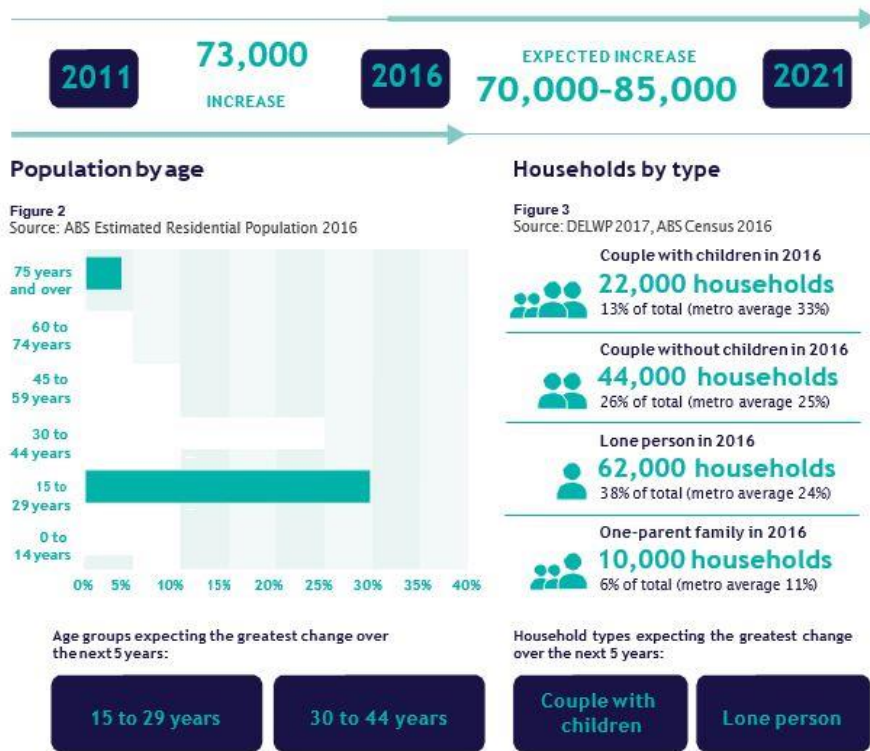 2011
73,000
INCREASE
2016
EXPECTED INCREASE
70,000–85,000
2021
Population by age
Figure 2
Source: ABS Estimated Residential Population 2016
75 years
and over
60 to
74 years
45 to
59 years
30 to
44 years
15 to
29 years
0 to
14 years
0% 5% 10% 15% 20% 25% 30% 35% 40%
Age groups expecting the greatest change over
the next 5 years:
15 to 29 years
30 to 44 years
Households by type
Figure 3
Source: DELWP 2017, ABS Census 2016
Couple with children in 2016
22,000 households
13% of total (metro average 33%)
Couple without children in 2016
44,000 households
26% of total (metro average 25%)
Lone person in 2016
62,000 households
38% of total (metro average 24%)
One-parent family in 2016
10,000 households
6% of total (metro average 11%)
Household types expecting the greatest change
over the next 5 years:
Couple with
children
Lone person